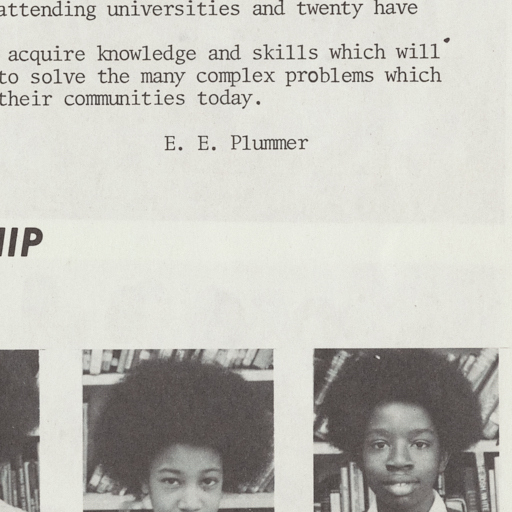 attending universities and twenty have
acquire knowledge and skills which will
to solve the many complex problems which
their communities today.
E. E. Plummer
HIP